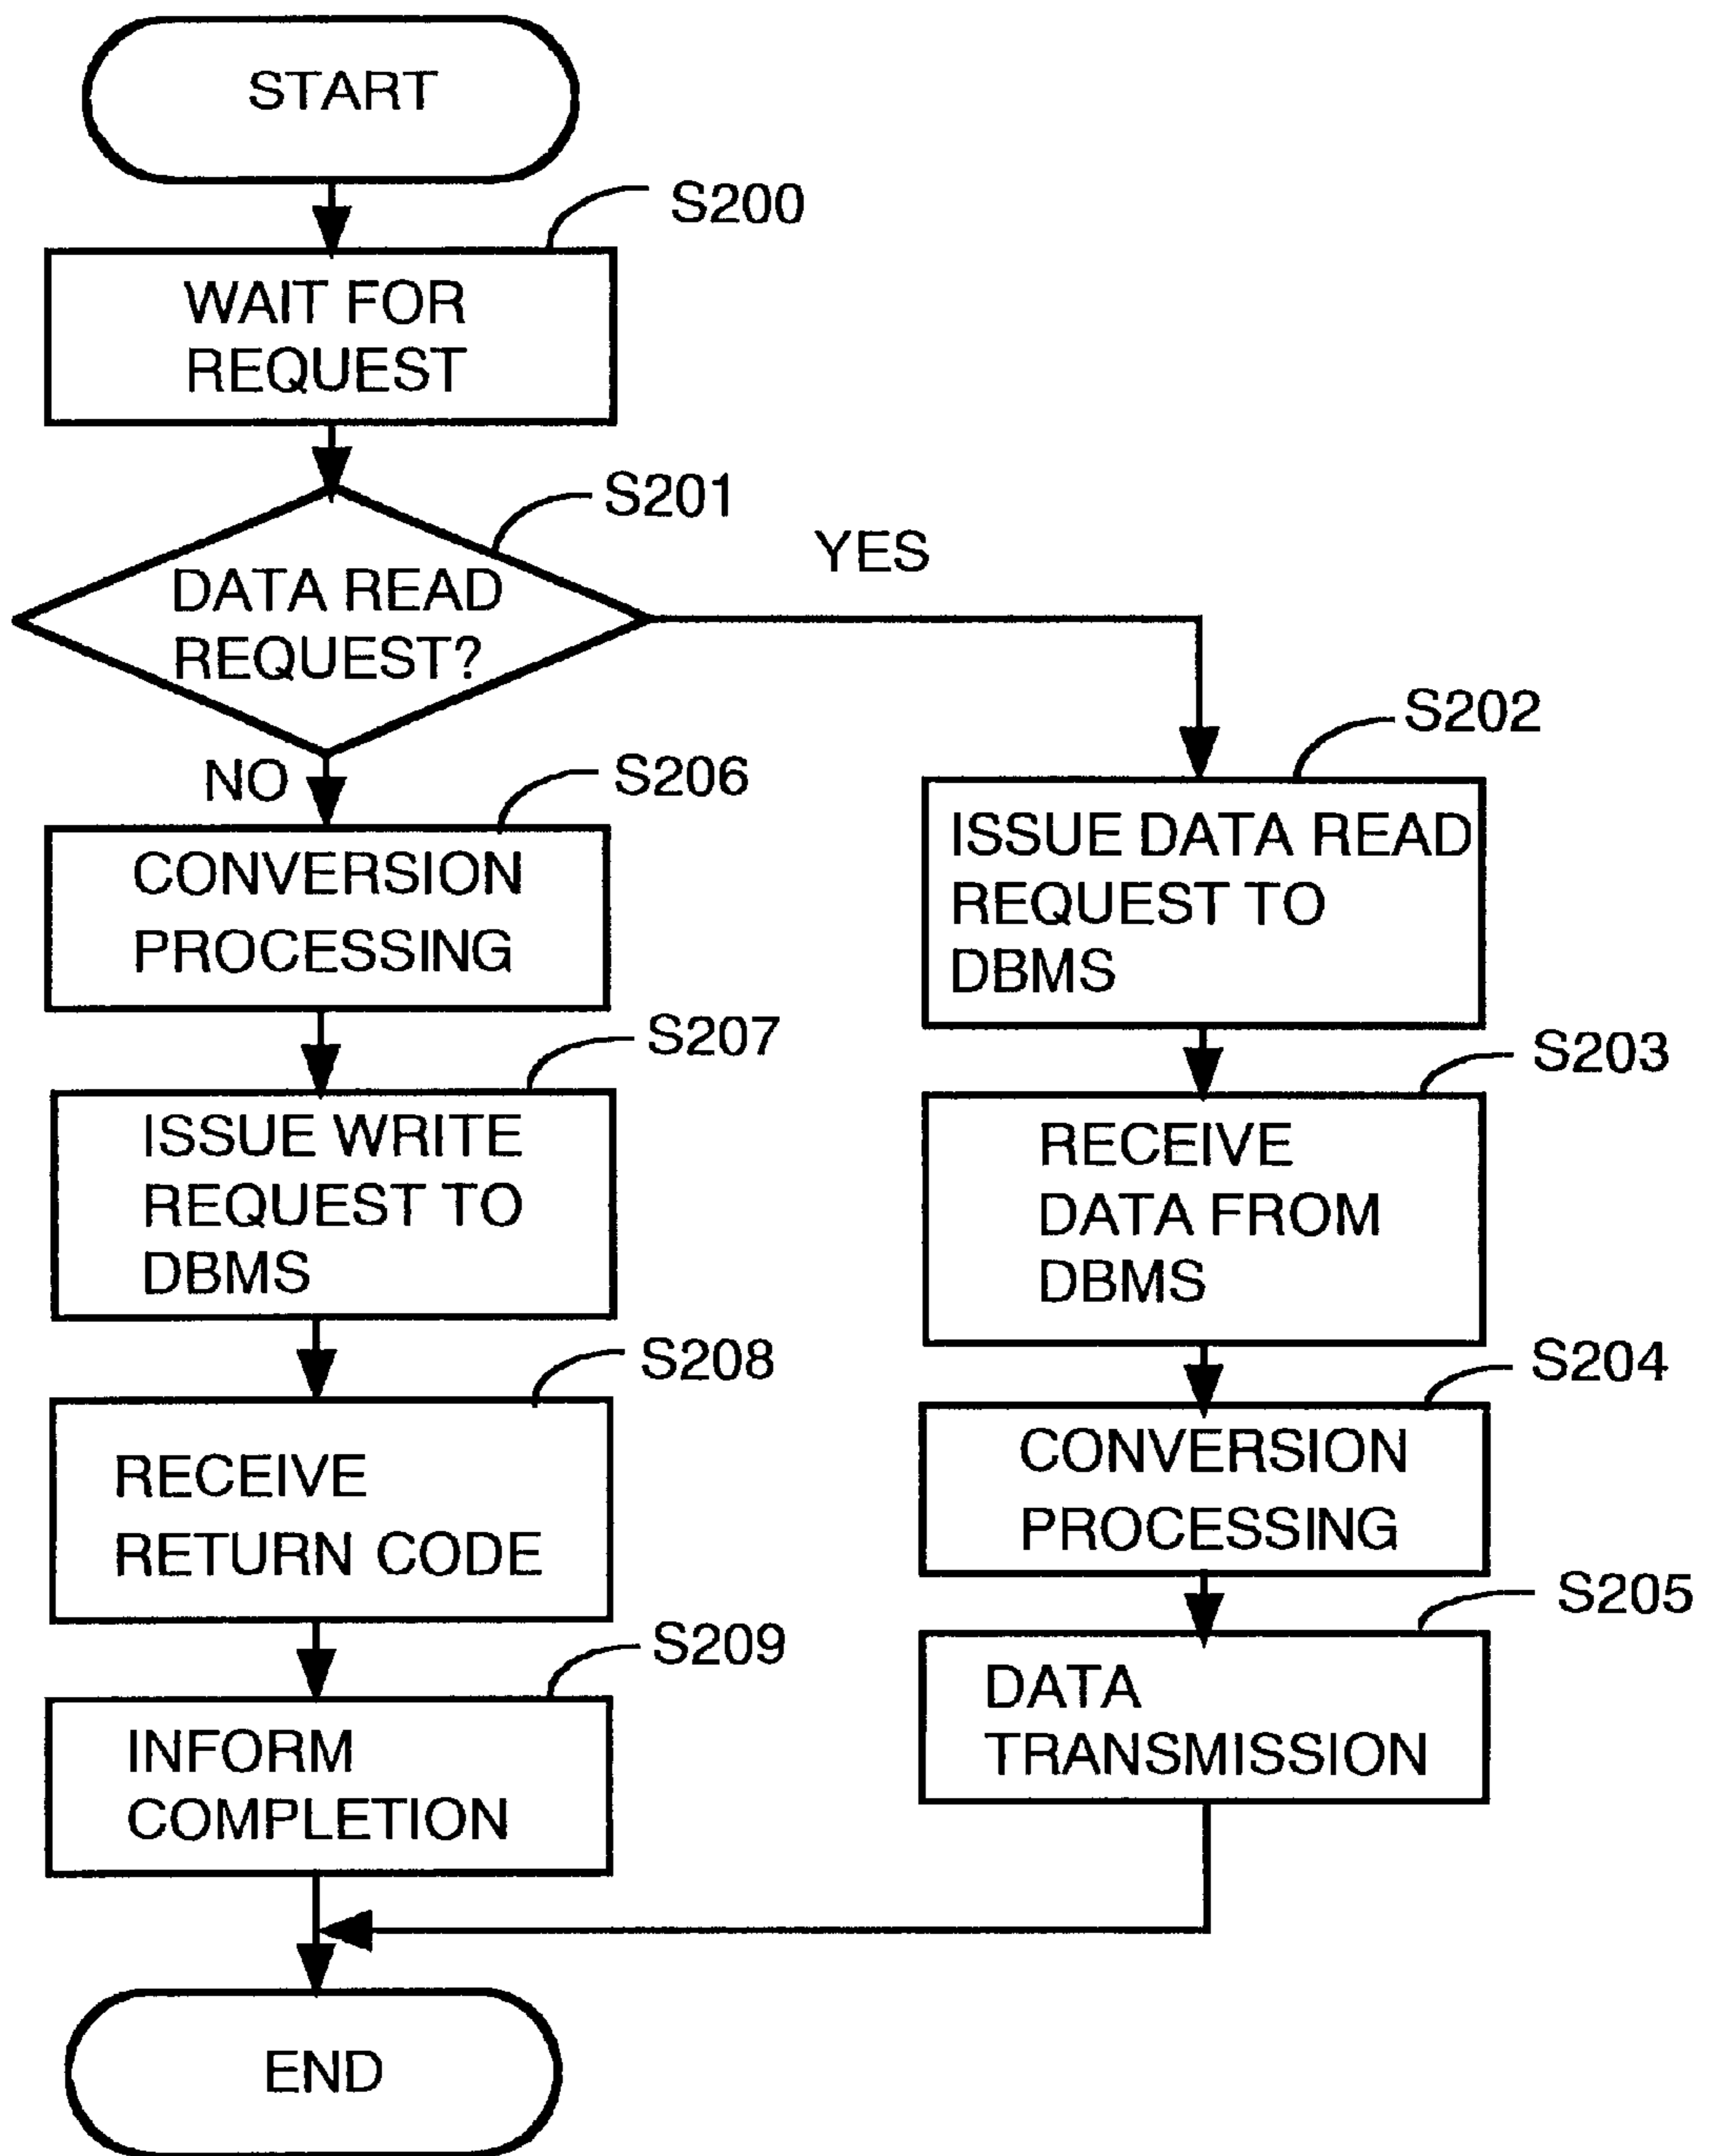 START
S200
WAIT FOR
REQUEST
S201
DATA READ
REQUEST?
YES
NO
S206
CONVERSION
PROCESSING
S207
ISSUE WRITE
REQUEST TO
DBMS
S208
RECEIVE
RETURN CODE
S209
INFORM
COMPLETION
S202
ISSUE DATA READ
REQUEST TO
DBMS
S203
RECEIVE
DATA FROM
DBMS
S204
CONVERSION
PROCESSING
S205
DATA
TRANSMISSION
END